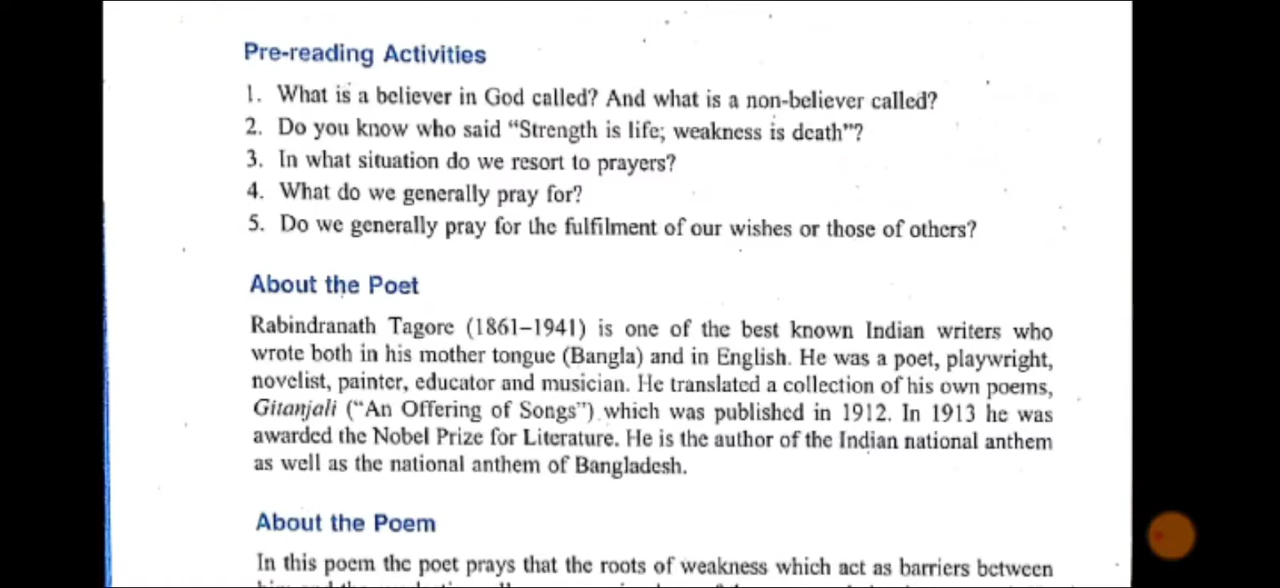 Pre-reading Activities
1. What is a believer in God called? And what is a non-believer called?
2. Do you know who said “Strength is life; weakness is death”?
3. In what situation do we resort to prayers?
4. What do we generally pray for?
5. Do we generally pray for the fulfilment of our wishes or those of others?
About the Poet
Rabindranath Tagore (1861–1941) is one of the best known Indian writers who
wrote both in his mother tongue (Bangla) and in English. He was a poet, playwright,
novelist, painter, educator and musician. He translated a collection of his own poems,
Gitanjali (“An Offering of Songs”) which was published in 1912. In 1913 he was
awarded the Nobel Prize for Literature. He is the author of the Indian national anthem
as well as the national anthem of Bangladesh.
About the Poem
In this poem the poet prays that the roots of weakness which act as barriers between